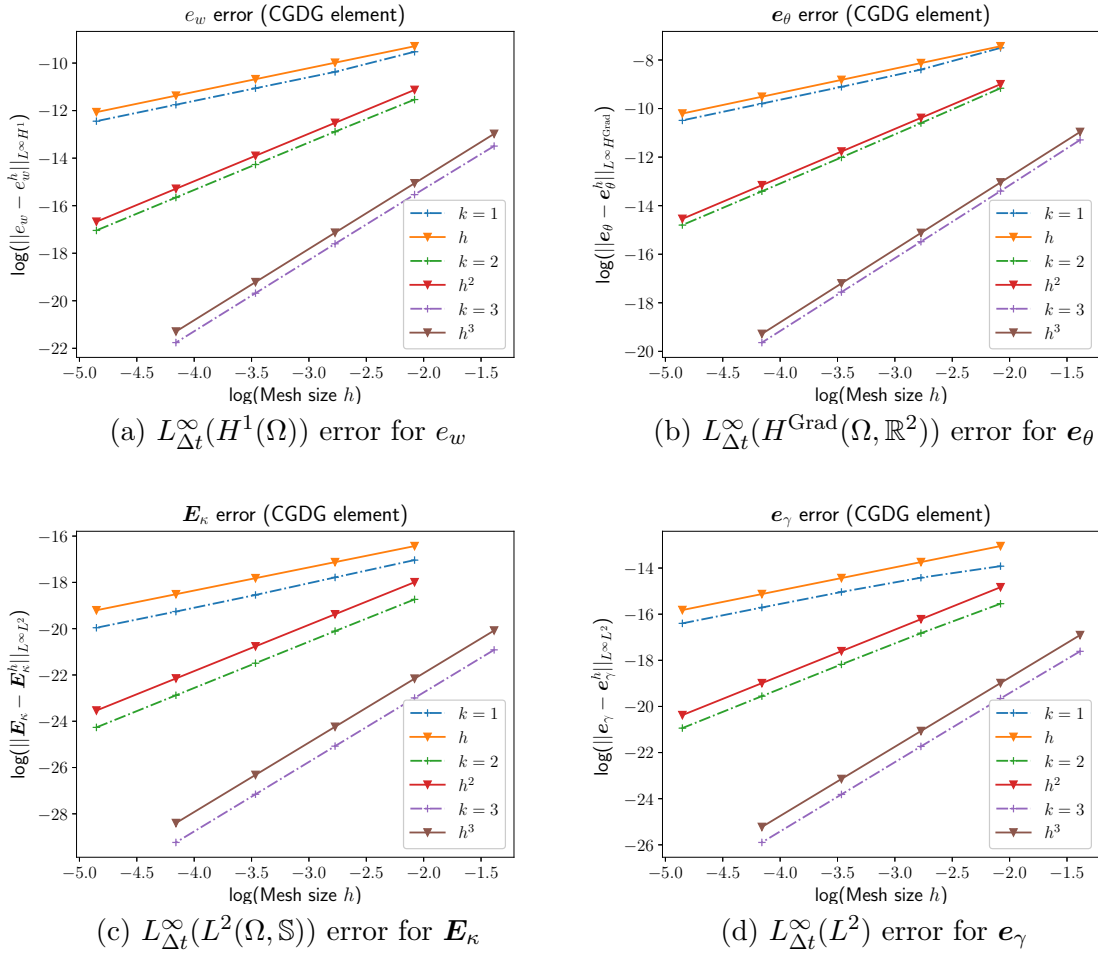 e_w error (CGDG element)
log(||e_w − e_w^h||_{L^∞H^1})
−10
−12
−14
−16
−18
−20
−22
k = 1
h
k = 2
h^2
k = 3
h^3
−5.0 −4.5 −4.0 −3.5 −3.0 −2.5 −2.0 −1.5
log(Mesh size h)
(a) L^∞_{Δt}(H^1(Ω)) error for e_w
e_θ error (CGDG element)
log(||e_θ − e_θ^h||_{L^∞H^{Grad}})
−8
−10
−12
−14
−16
−18
−20
k = 1
h
k = 2
h^2
k = 3
h^3
−5.0 −4.5 −4.0 −3.5 −3.0 −2.5 −2.0 −1.5
log(Mesh size h)
(b) L^∞_{Δt}(H^{Grad}(Ω, ℝ^2)) error for e_θ
E_κ error (CGDG element)
log(||E_κ − E_κ^h||_{L^∞L^2})
−16
−18
−20
−22
−24
−26
−28
k = 1
h
k = 2
h^2
k = 3
h^3
−5.0 −4.5 −4.0 −3.5 −3.0 −2.5 −2.0 −1.5
log(Mesh size h)
(c) L^∞_{Δt}(L^2(Ω, 𝕊)) error for E_κ
e_γ error (CGDG element)
log(||e_γ − e_γ^h||_{L^∞L^2})
−14
−16
−18
−20
−22
−24
−26
k = 1
h
k = 2
h^2
k = 3
h^3
−5.0 −4.5 −4.0 −3.5 −3.0 −2.5 −2.0 −1.5
log(Mesh size h)
(d) L^∞_{Δt}(L^2) error for e_γ